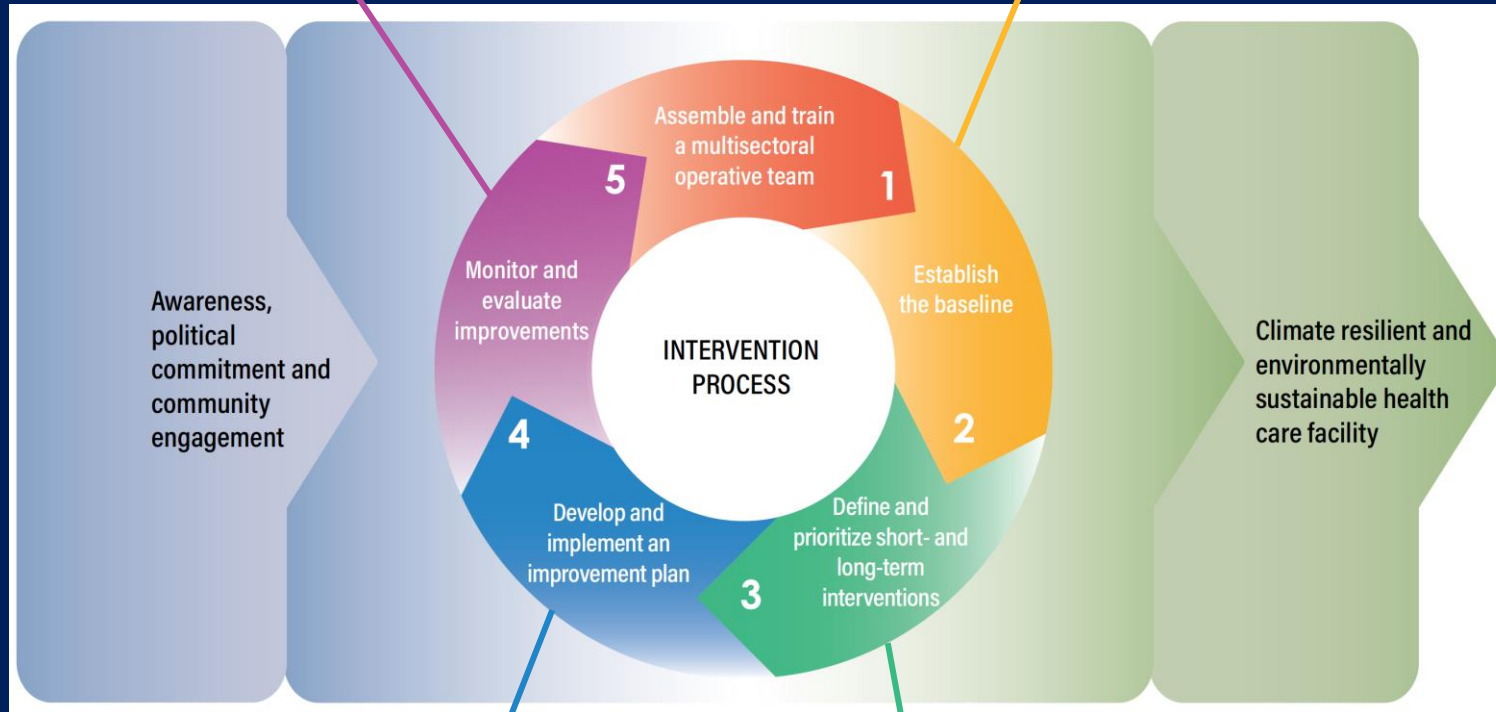 Awareness,
political
commitment and
community
engagement
INTERVENTION
PROCESS
Assemble and train
a multisectoral
operative team
1
Establish
the baseline
2
Define and
prioritize short- and
long-term
interventions
3
Develop and
implement an
improvement plan
4
Monitor and
evaluate
improvements
5
Climate resilient and
environmentally
sustainable health
care facility